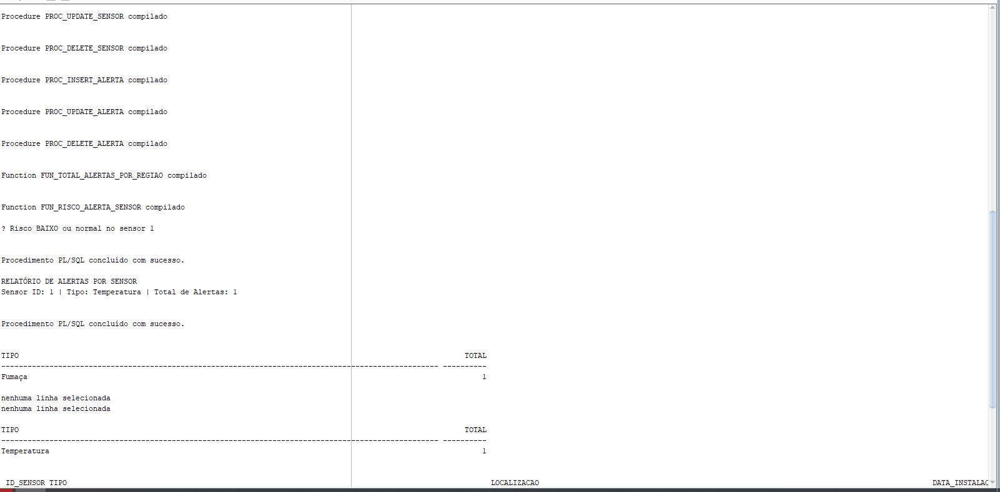 Procedure PROC_UPDATE_SENSOR compilado
Procedure PROC_DELETE_SENSOR compilado
Procedure PROC_INSERT_ALERTA compilado
Procedure PROC_UPDATE_ALERTA compilado
Procedure PROC_DELETE_ALERTA compilado
Function FUN_TOTAL_ALERTAS_POR_REGIAO compilado
Function FUN_RISCO_ALERTA_SENSOR compilado
? Risco BAIXO ou normal no sensor 1
Procedimento PL/SQL concluído com sucesso.
RELATÓRIO DE ALERTAS POR SENSOR
Sensor ID: 1 | Tipo: Temperatura | Total de Alertas: 1
Procedimento PL/SQL concluído com sucesso.
TIPO TOTAL
---------------------------------------------------------------------------------------------------- ----------
Fumaça 1
nenhuma linha selecionada
nenhuma linha selecionada
TIPO TOTAL
---------------------------------------------------------------------------------------------------- ----------
Temperatura 1
ID_SENSOR TIPO LOCALIZACAO DATA_INSTALAC